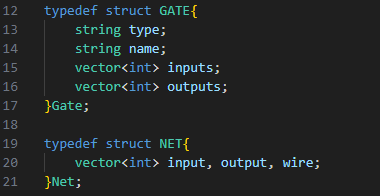 12 typedef struct GATE{
13     string type;
14     string name;
15     vector<int> inputs;
16     vector<int> outputs;
17 }Gate;
18
19 typedef struct NET{
20     vector<int> input, output, wire;
21 }Net;